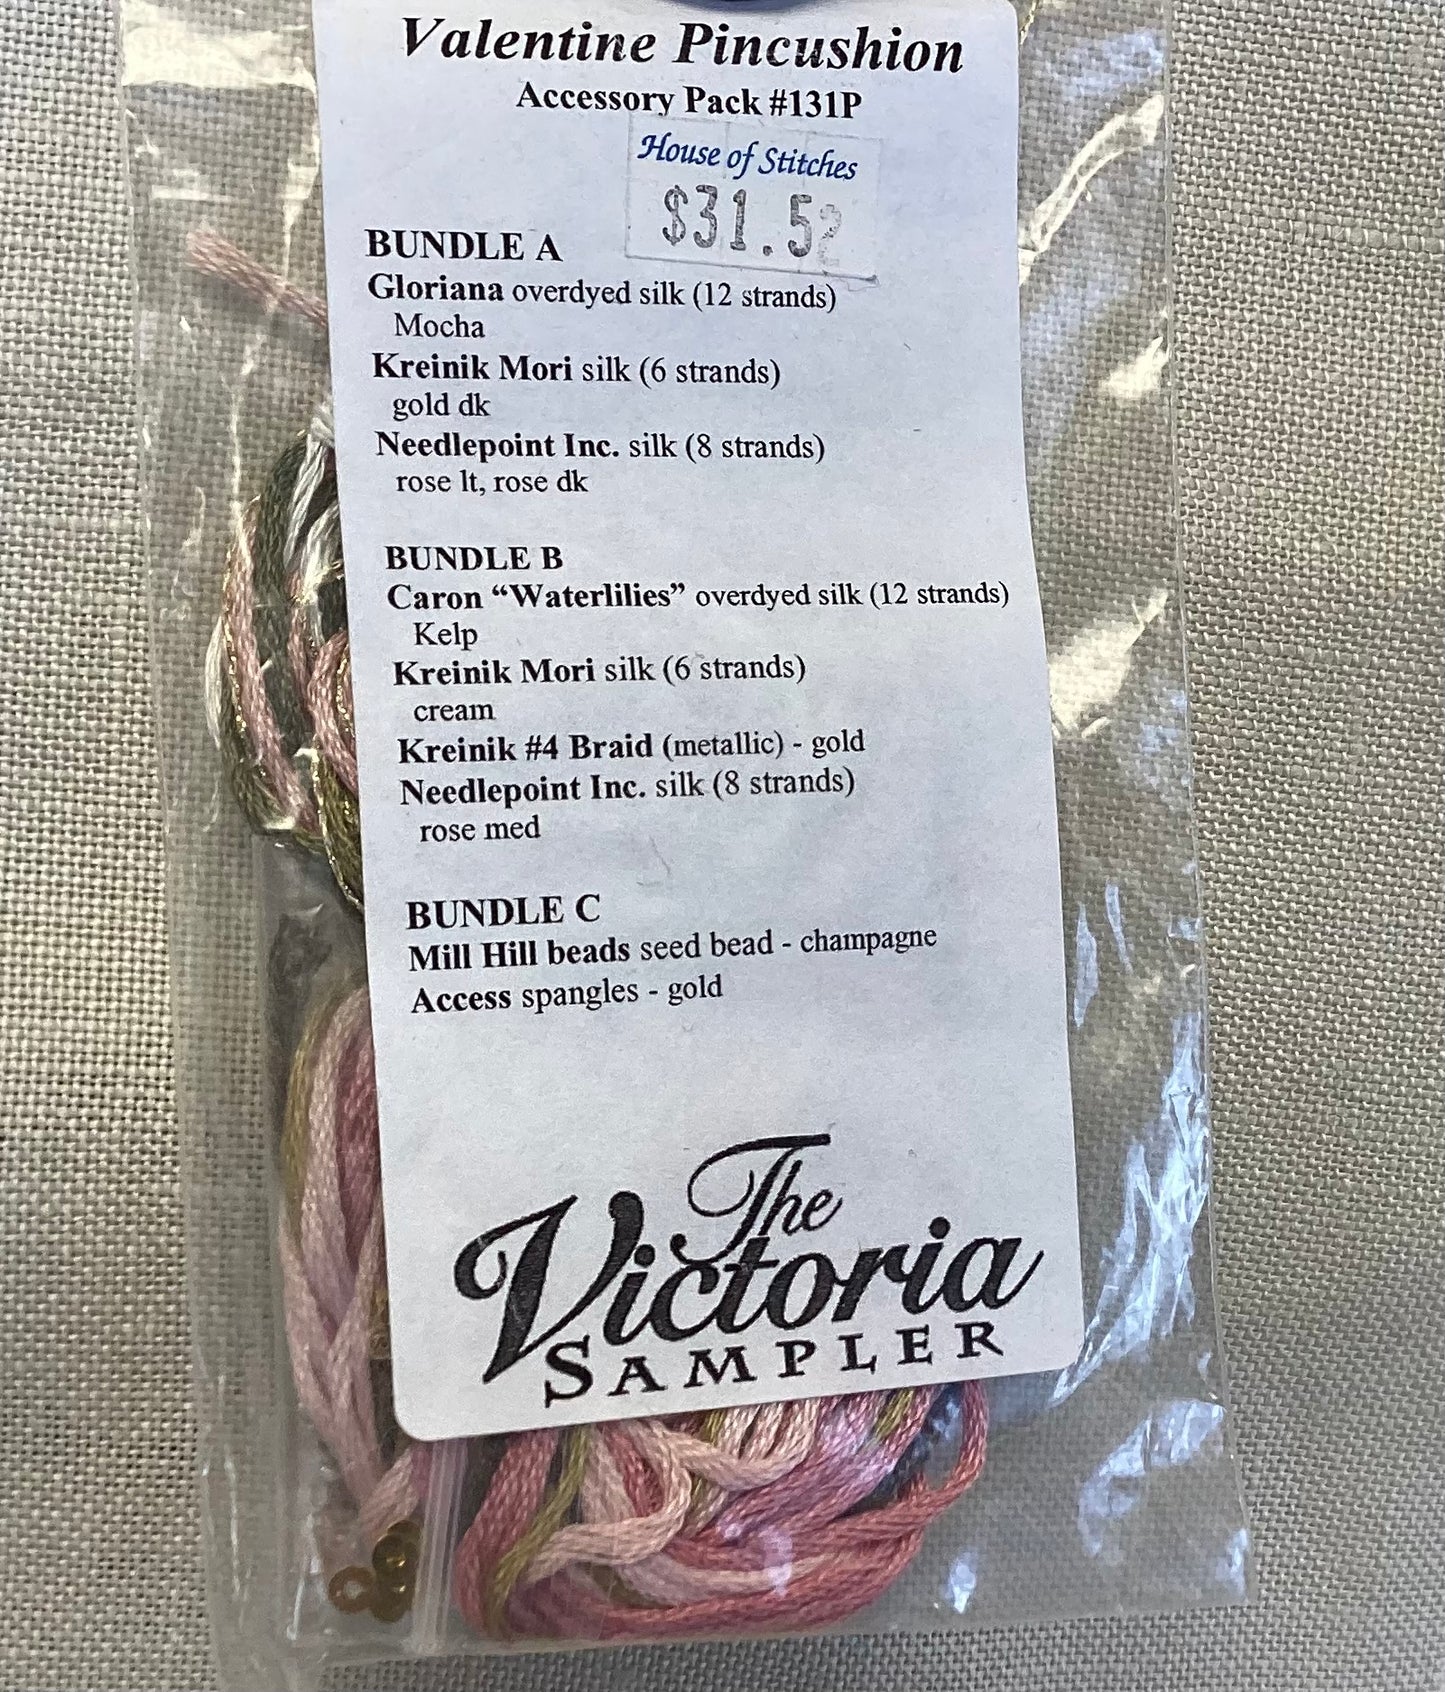 Valentine Pincushion
Accessory Pack #131P
House of Stitches
$31.52
BUNDLE A
Gloriana overdyed silk (12 strands)
Mocha
Kreinik Mori silk (6 strands)
gold dk
Needlepoint Inc. silk (8 strands)
rose lt, rose dk
BUNDLE B
Caron “Waterlilies” overdyed silk (12 strands)
Kelp
Kreinik Mori silk (6 strands)
cream
Kreinik #4 Braid (metallic) - gold
Needlepoint Inc. silk (8 strands)
rose med
BUNDLE C
Mill Hill beads seed bead - champagne
Access spangles - gold
The
Victoria
SAMPLER